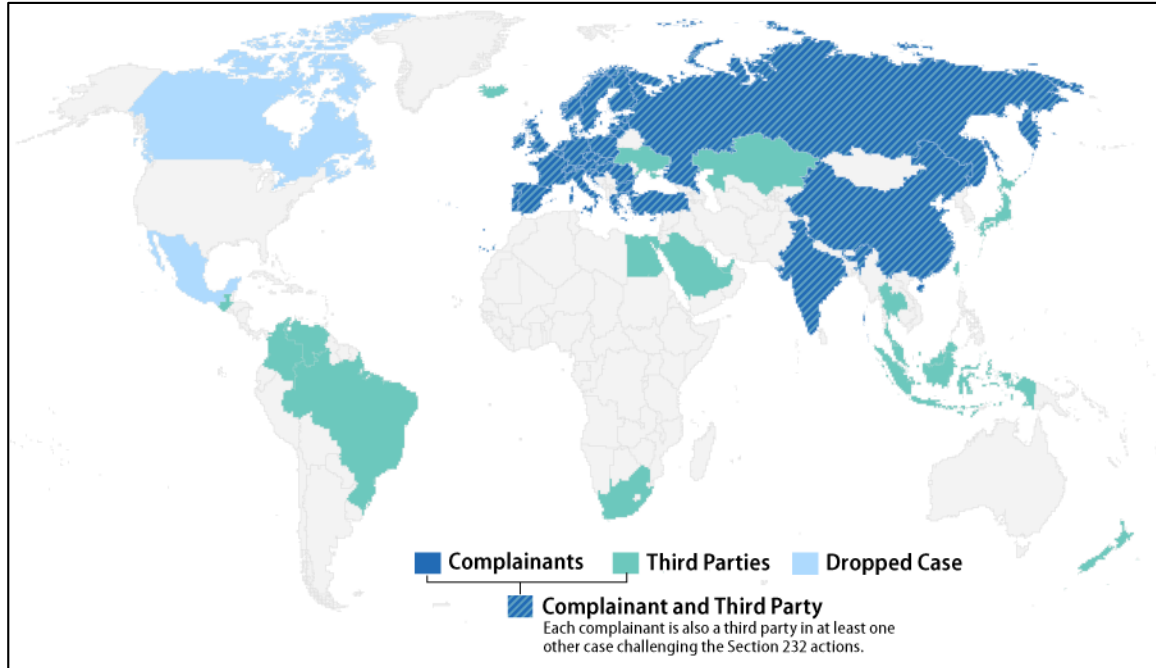 Complainants Third Parties Dropped Case
Complainant and Third Party
Each complainant is also a third party in at least one
other case challenging the Section 232 actions.